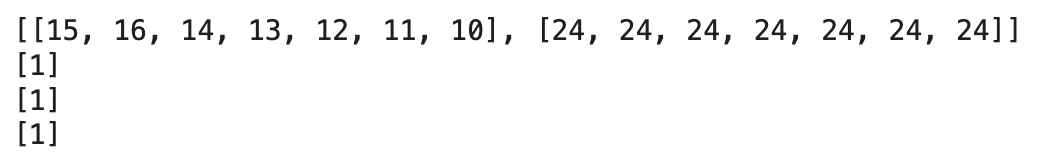 [[15, 16, 14, 13, 12, 11, 10], [24, 24, 24, 24, 24, 24, 24]]
[1]
[1]
[1]